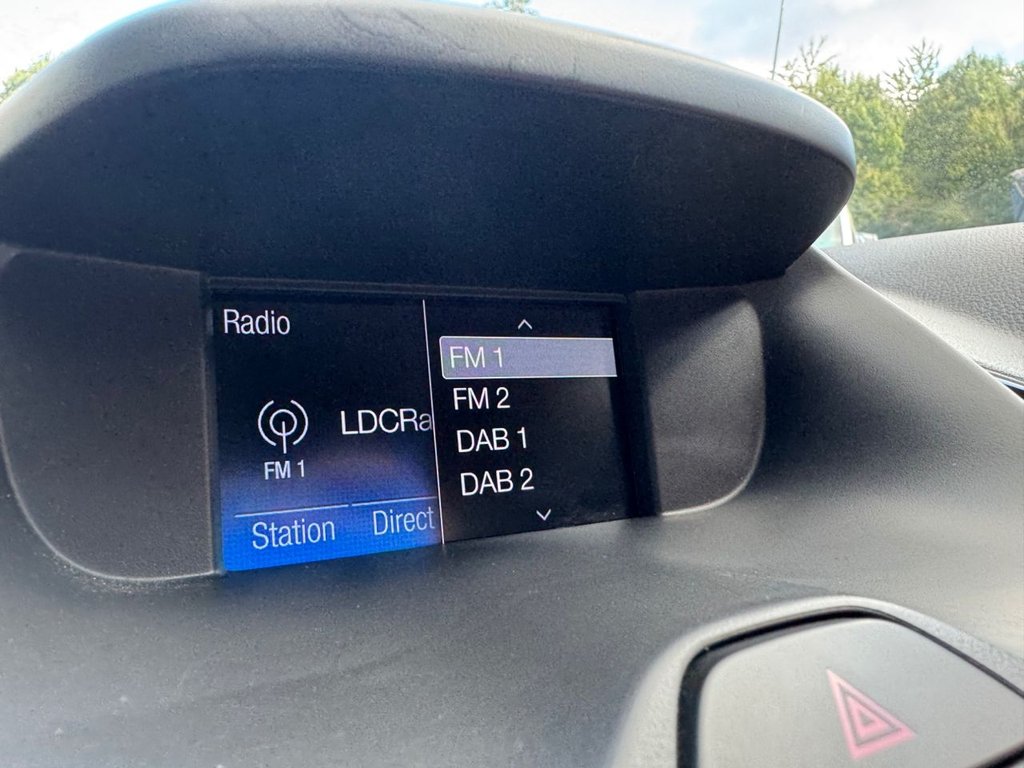 Radio
LDCRa
FM 1
Station
Direct
FM 1
FM 2
DAB 1
DAB 2